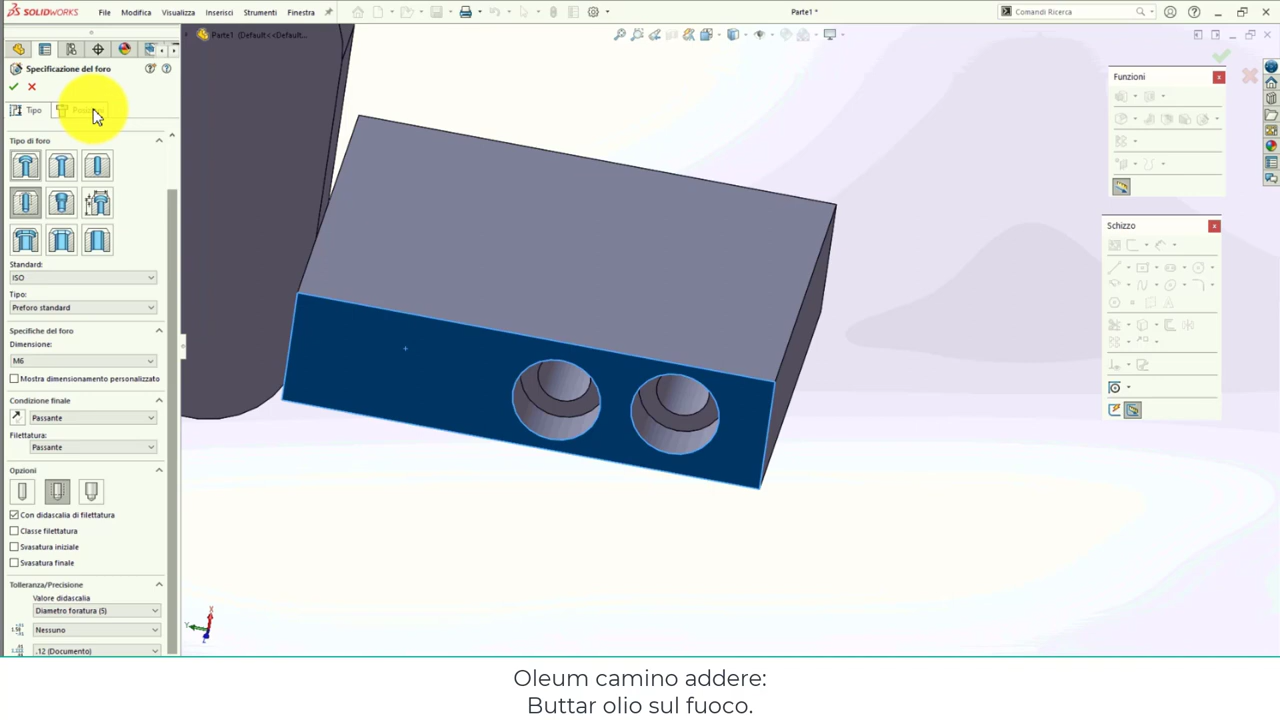 SOLIDWORKS File Modifica Visualizza Inserisci Strumenti Finestra Parte1 * Comandi Ricerca
Parte1 (Default<<Default...
Specificazione del foro
Tipo
Tipo di foro
Standard:
ISO
Tipo:
Preforo standard
Specifiche del foro
Dimensione:
M6
Mostra dimensionamento personalizzato
Condizione finale
Passante
Filettatura:
Passante
Opzioni
Con didascalia di filettatura
Classe filettatura
Svasatura iniziale
Svasatura finale
Tolleranza/Precisione
Valore didascalia
Diametro foratura (5)
Nessuno
.12 (Documento)
Funzioni
Schizzo
Oleum camino addere:
Buttar olio sul fuoco.